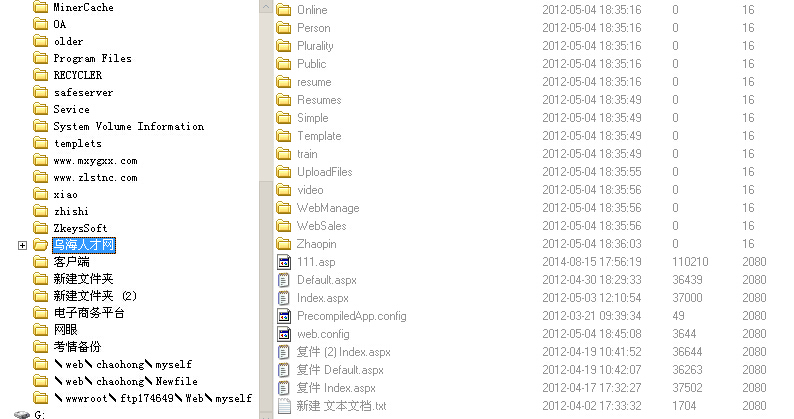 MinerCache
OA
older
Program Files
RECYCLER
safeserver
Sevice
System Volume Information
templets
www.mxygxx.com
www.zlstnc.com
xiao
zhishi
ZkeysSoft
乌海人才网
客户端
新建文件夹
新建文件夹 (2)
电子商务平台
网眼
考情备份
\web\chaohong\myself
\web\chaohong\Newfile
\wwwroot\ftp174649\Web\myself
G:
Online 2012-05-04 18:35:16 0 16
Person 2012-05-04 18:35:16 0 16
Plurality 2012-05-04 18:35:16 0 16
Public 2012-05-04 18:35:16 0 16
resume 2012-05-04 18:35:16 0 16
Resumes 2012-05-04 18:35:49 0 16
Simple 2012-05-04 18:35:49 0 16
Template 2012-05-04 18:35:49 0 16
train 2012-05-04 18:35:49 0 16
UploadFiles 2012-05-04 18:35:55 0 16
video 2012-05-04 18:35:56 0 16
WebManage 2012-05-04 18:35:56 0 16
WebSales 2012-05-04 18:35:56 0 16
Zhaopin 2012-05-04 18:36:03 0 16
111.asp 2014-08-15 17:56:19 110210 2080
Default.aspx 2012-04-30 18:29:33 36439 2080
Index.aspx 2012-05-03 12:10:54 37000 2080
PrecompiledApp.config 2012-03-21 09:39:34 49 2080
web.config 2012-05-04 18:45:08 3644 2080
复件 (2) Index.aspx 2012-04-19 10:41:52 36644 2080
复件 Default.aspx 2012-04-19 10:42:07 36263 2080
复件 Index.aspx 2012-04-17 17:32:27 37502 2080
新建 文本文档.txt 2012-04-02 17:33:32 1704 2080